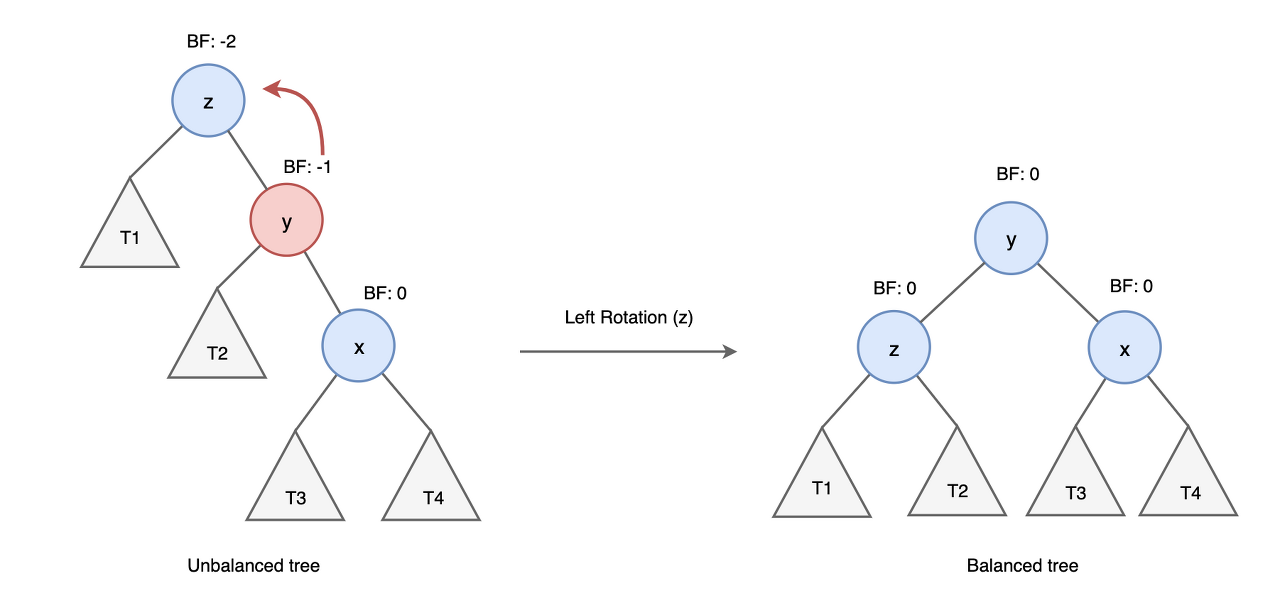 BF: -2
z
BF: -1
y
T1
T2
BF: 0
x
T3
T4
Unbalanced tree
Left Rotation (z)
BF: 0
y
BF: 0
z
BF: 0
x
T1
T2
T3
T4
Balanced tree